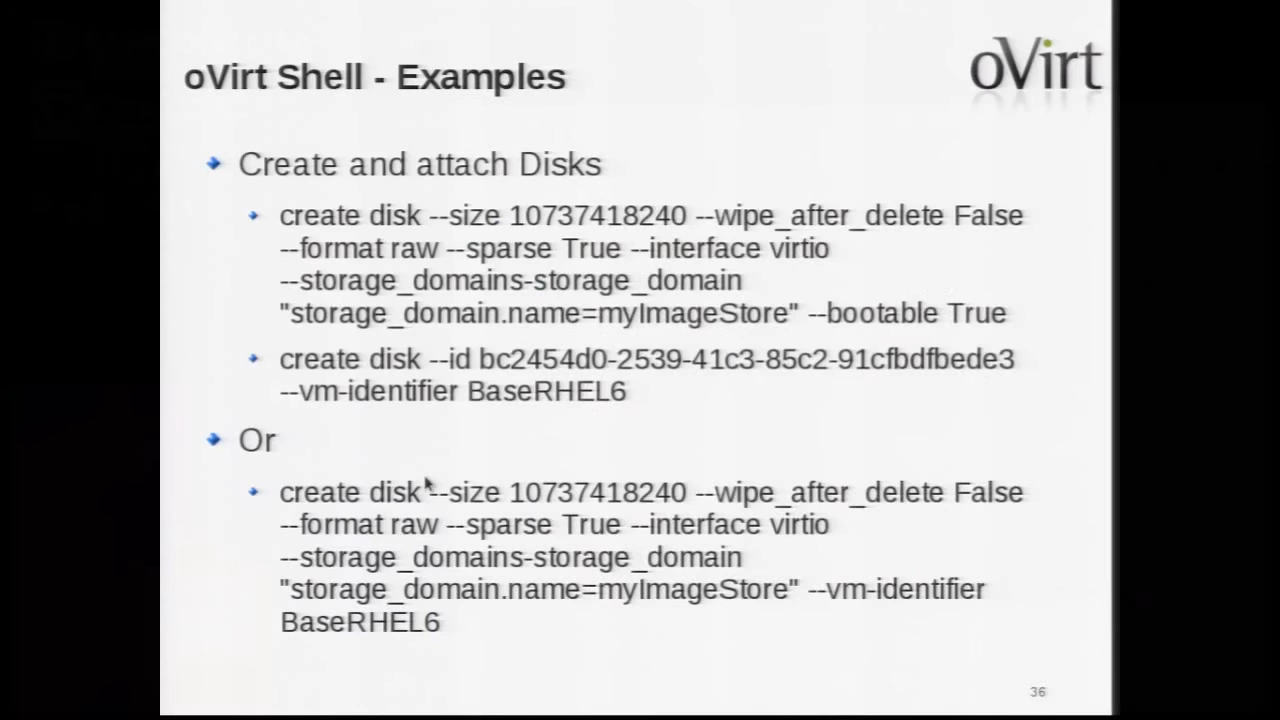 oVirt Shell - Examples
oVirt
Create and attach Disks
create disk --size 10737418240 --wipe_after_delete False
--format raw --sparse True --interface virtio
--storage_domains-storage_domain
"storage_domain.name=myImageStore" --bootable True
create disk --id bc2454d0-2539-41c3-85c2-91cfbdfbede3
--vm-identifier BaseRHEL6
Or
create disk --size 10737418240 --wipe_after_delete False
--format raw --sparse True --interface virtio
--storage_domains-storage_domain
"storage_domain.name=myImageStore" --vm-identifier
BaseRHEL6
36